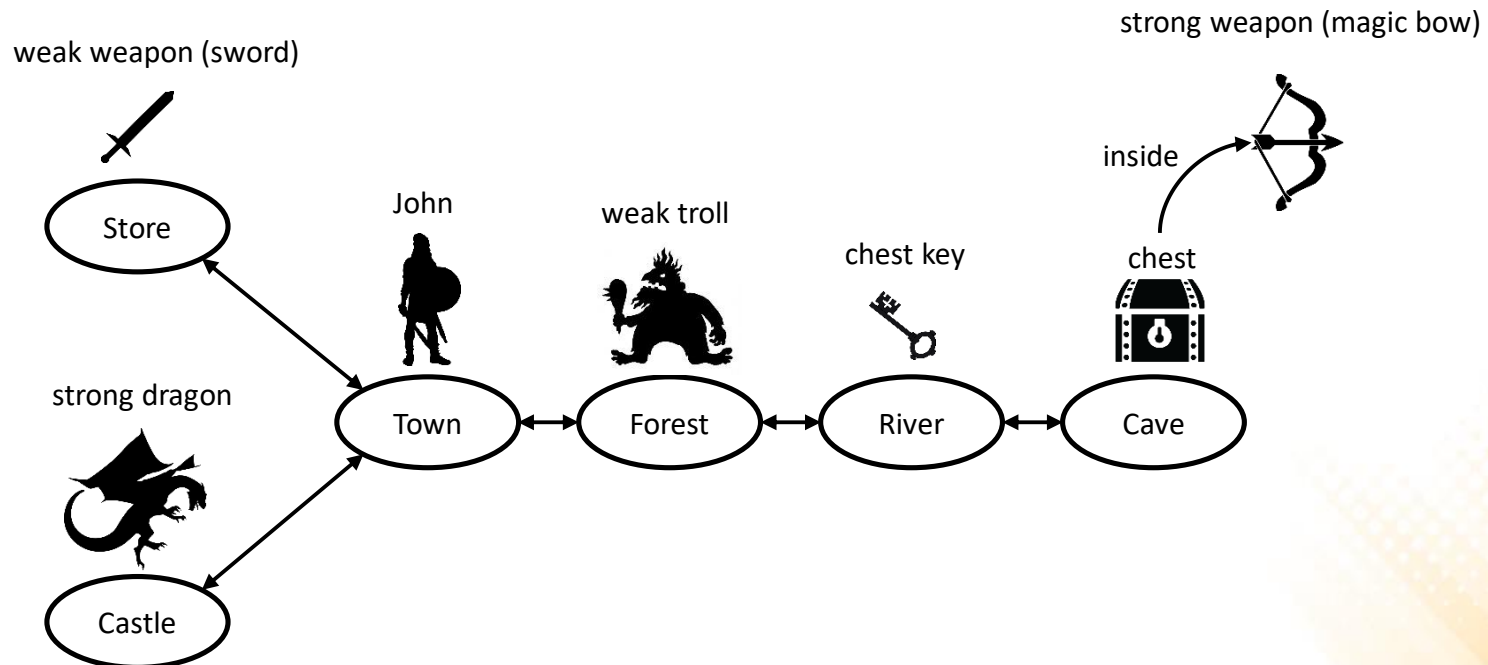 strong weapon (magic bow)
weak weapon (sword)
inside
Store
John
weak troll
chest key
chest
strong dragon
Town
Forest
River
Cave
Castle